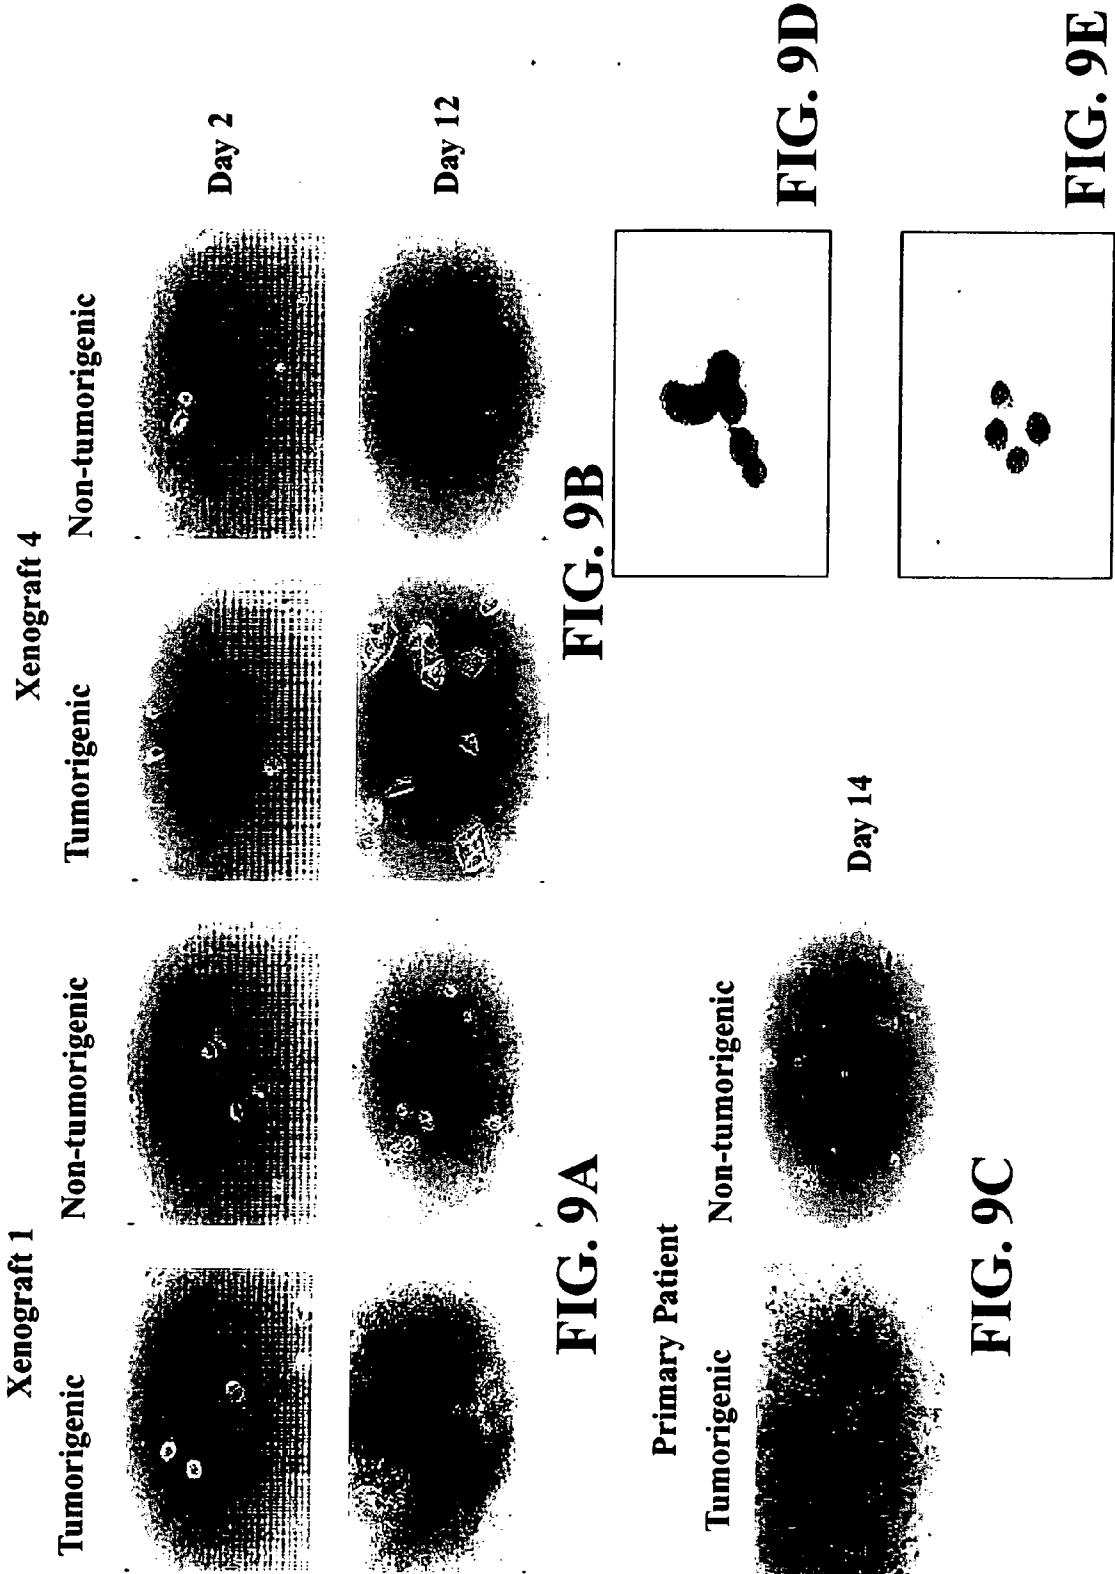 Xenograft 1
Xenograft 4
Tumorigenic
Non-tumorigenic
Tumorigenic
Non-tumorigenic
Day 2
Day 12
FIG. 9A
FIG. 9B
Primary Patient
Tumorigenic
Non-tumorigenic
Day 14
FIG. 9C
FIG. 9D
FIG. 9E